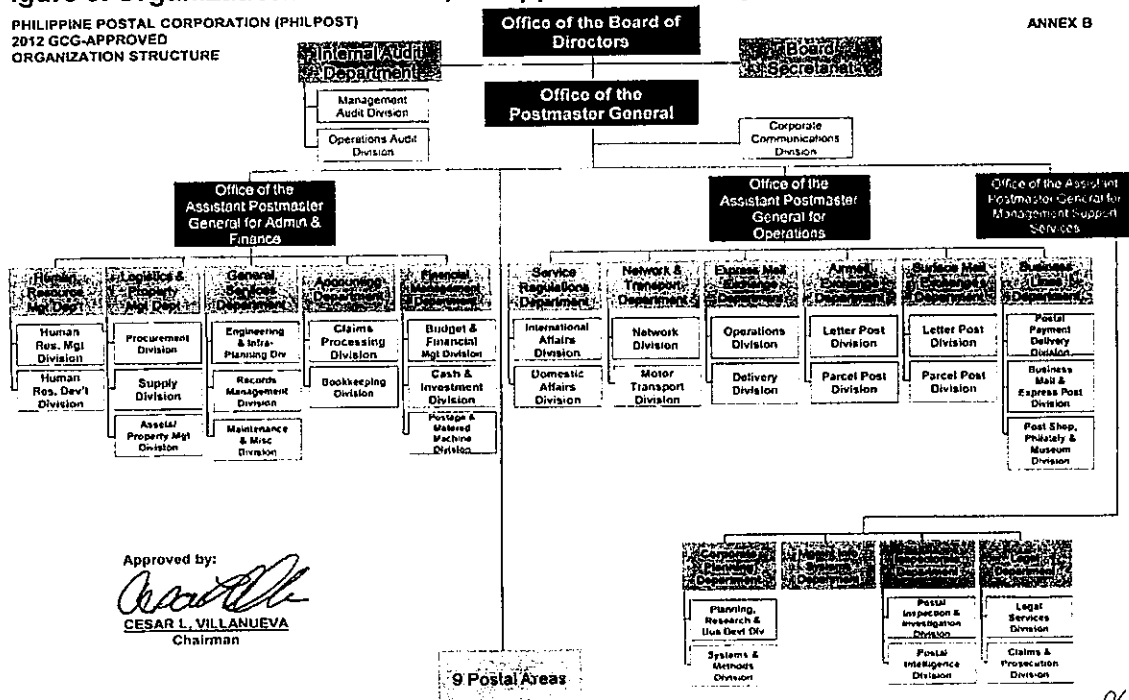 PHILIPPINE POSTAL CORPORATION (PHILPOST)
2012 GCG-APPROVED
ORGANIZATION STRUCTURE
ANNEX B
Office of the Board of
Directors
Internal Audit
Department
Board
Secretariat
Management
Audit Division
Operations Audit
Division
Office of the
Postmaster General
Corporate
Communications
Division
Office of the
Assistant Postmaster
General for Admin &
Finance
Office of the
Assistant Postmaster
General for
Operations
Office of the Assistant
Postmaster General for
Management Support
Services
Human
Resource
Mgt Dept
Human
Res. Mgt
Division
Human
Res. Dev't
Division
Logistics &
Property
Mgt Dept
Procurement
Division
Supply
Division
Assets/
Property Mgt
Division
General
Services
Department
Engineering
& Infra-
Planning Div
Records
Management
Division
Maintenance
& Misc
Division
Accounting
Department
Claims
Processing
Division
Bookkeeping
Division
Financial
Management
Department
Budget &
Financial
Mgt Division
Cash &
Investment
Division
Postage &
Metered
Machine
Division
Service
Regulations
Department
International
Affairs
Division
Domestic
Affairs
Division
Network &
Transport
Department
Network
Division
Motor
Transport
Division
Express Mail
Exchange
Department
Operations
Division
Delivery
Division
Airmail
Exchange
Department
Letter Post
Division
Parcel Post
Division
Surface Mail
Exchange
Department
Letter Post
Division
Parcel Post
Division
Business
Lines
Department
Postal
Payment
Delivery
Division
Business
Mail &
Express Post
Division
Post Shop,
Philately &
Museum
Division
Corporate
Planning
Department
Planning,
Research &
Bus Devt Div
Systems &
Methods
Division
Systems
Department
Department
Postal
Inspection &
Investigation
Division
Postal
Intelligence
Division
Legal
Department
Legal
Services
Division
Claims &
Prosecution
Division
9 Postal Areas
Approved by:
CESAR L. VILLANUEVA
Chairman